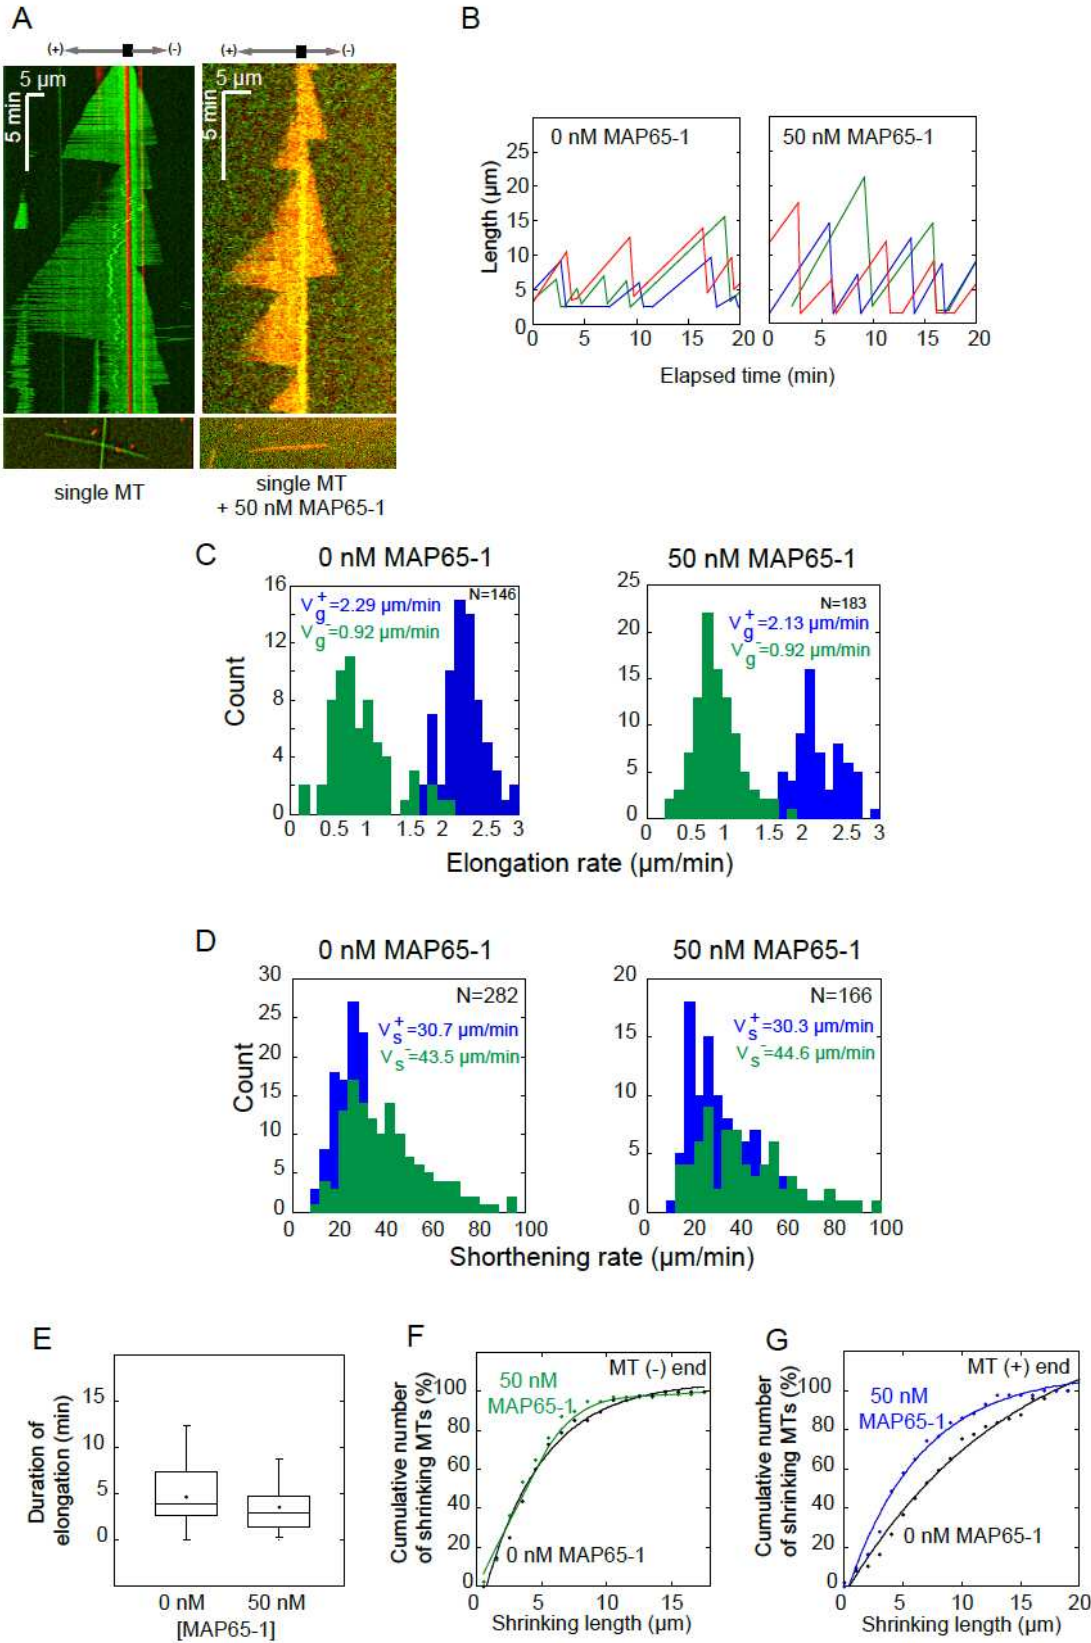 A
(+) (-) (+) (-)
5 µm 5 µm
5 min 5 min
single MT
single MT
+ 50 nM MAP65-1
B
0 nM MAP65-1 50 nM MAP65-1
Length (µm)
25
20
15
10
5
0
0 5 10 15 20 0 5 10 15 20
Elapsed time (min)
C
0 nM MAP65-1 50 nM MAP65-1
N=146
Vg+=2.29 µm/min
Vg-=0.92 µm/min
N=183
Vg+=2.13 µm/min
Vg-=0.92 µm/min
Count
16
12
8
4
0
25
20
15
10
5
0
0 0.5 1 1.5 2 2.5 3 0 0.5 1 1.5 2 2.5 3
Elongation rate (µm/min)
D
0 nM MAP65-1 50 nM MAP65-1
N=282
Vs+=30.7 µm/min
Vs-=43.5 µm/min
N=166
Vs+=30.3 µm/min
Vs-=44.6 µm/min
Count
30
25
20
15
10
5
0
20
15
10
5
0
0 20 40 60 80 100 0 20 40 60 80 100
Shorthening rate (µm/min)
E
Duration of
elongation (min)
15
10
5
0
0 nM 50 nM
[MAP65-1]
F
MT (-) end
50 nM
MAP65-1
0 nM MAP65-1
Cumulative number
of shrinking MTs (%)
100
80
60
40
20
0
0 5 10 15
Shrinking length (µm)
G
MT (+) end
50 nM
MAP65-1
0 nM MAP65-1
Cumulative number
of shrinking MTs (%)
100
80
60
40
20
0
0 5 10 15 20
Shrinking length (µm)